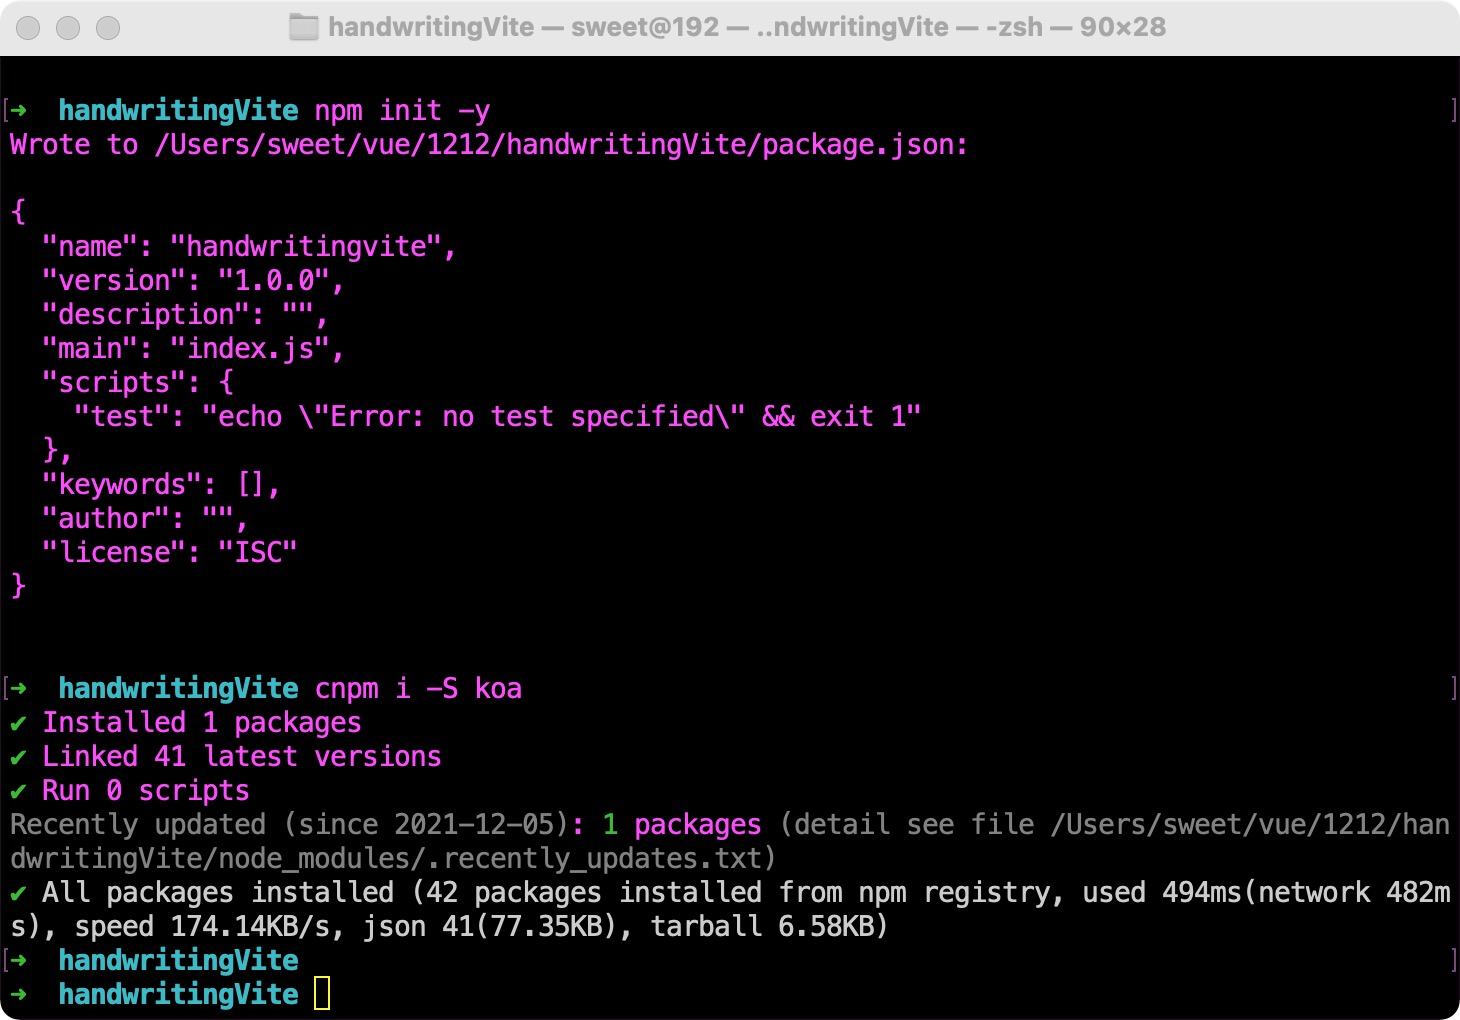 handwritingVite — sweet@192 — ..ndwritingVite — -zsh — 90×28
[➜  handwritingVite npm init -y ]
Wrote to /Users/sweet/vue/1212/handwritingVite/package.json:
{
  "name": "handwritingvite",
  "version": "1.0.0",
  "description": "",
  "main": "index.js",
  "scripts": {
    "test": "echo \"Error: no test specified\" && exit 1"
  },
  "keywords": [],
  "author": "",
  "license": "ISC"
}
[➜  handwritingVite cnpm i -S koa ]
✔ Installed 1 packages
✔ Linked 41 latest versions
✔ Run 0 scripts
Recently updated (since 2021-12-05): 1 packages (detail see file /Users/sweet/vue/1212/han
dwritingVite/node_modules/.recently_updates.txt)
✔ All packages installed (42 packages installed from npm registry, used 494ms(network 482m
s), speed 174.14KB/s, json 41(77.35KB), tarball 6.58KB)
[➜  handwritingVite ]
➜  handwritingVite